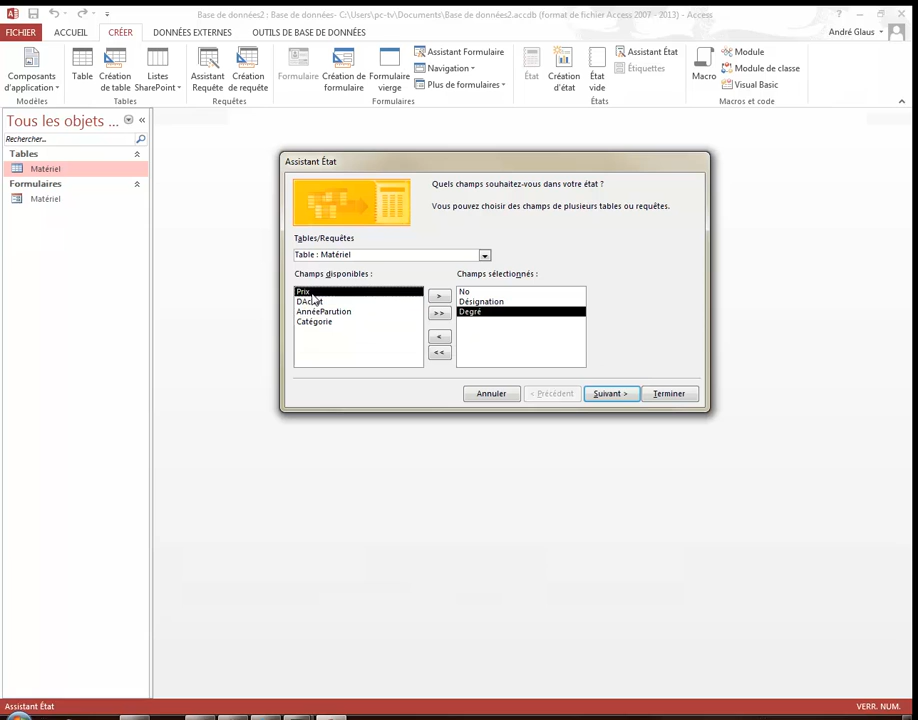 Base de données2 : Base de données- C:\Users\pc-tv\Documents\Base de données2.accdb (format de fichier Access 2007 - 2013) - Access
FICHIER ACCUEIL CRÉER DONNÉES EXTERNES OUTILS DE BASE DE DONNÉES André Glaus
Composants d'application
Table
Création de table
Listes SharePoint
Assistant Requête
Création de requête
Formulaire
Création de formulaire
Formulaire vierge
Assistant Formulaire
Navigation
Plus de formulaires
État
Création d'état
État vide
Assistant État
Étiquettes
Macro
Module
Module de classe
Visual Basic
Modèles Tables Requêtes Formulaires États Macros et code
Tous les objets ...
Rechercher...
Tables
Matériel
Formulaires
Matériel
Assistant État
Quels champs souhaitez-vous dans votre état ?
Vous pouvez choisir des champs de plusieurs tables ou requêtes.
Tables/Requêtes
Table : Matériel
Champs disponibles :
Prix
AnnéeParution
Catégorie
>
>>
<
<<
Champs sélectionnés :
No
Désignation
Degré
Annuler < Précédent Suivant > Terminer
Assistant État VERR. NUM.